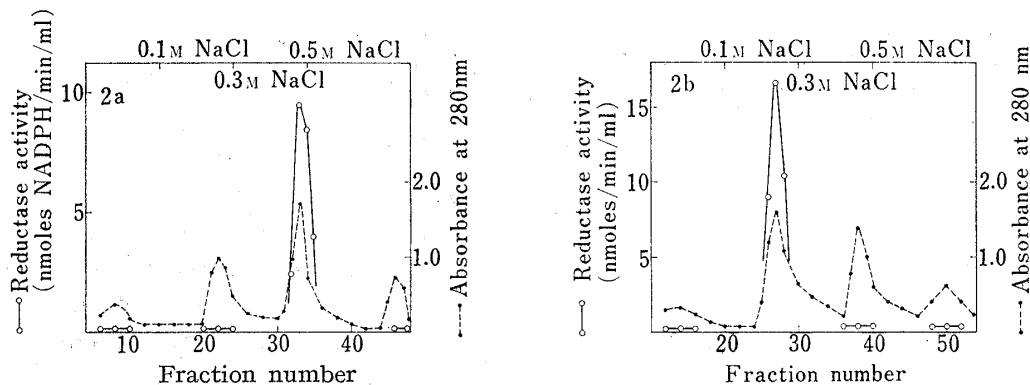 0.1M NaCl 0.5M NaCl
0.3M NaCl
2a
10
5
2.0
1.0
10 20 30 40
Fraction number
Reductase activity
(nmoles NADPH/min/ml)
Absorbance at 280nm
0.1M NaCl 0.5M NaCl
0.3M NaCl
2b
15
10
5
2.0
1.0
20 30 40 50
Fraction number
Reductase activity
(nmoles/min/ml)
Absorbance at 280 nm